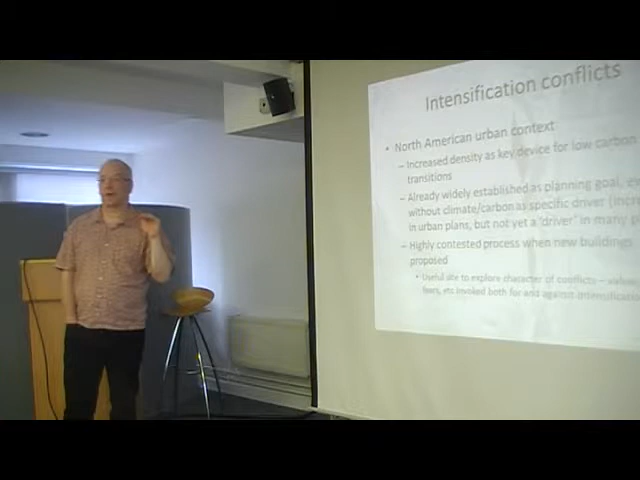 Intensification conflicts
• North American urban context
– Increased density as key device for low carbon
transitions
– Already widely established as planning goal,
without climate/carbon as specific driver
in urban plans, but not yet a 'driver' in many
– Highly contested process when new buildings
proposed
• Useful site to explore character of conflicts –
fears, etc invoked both for and against